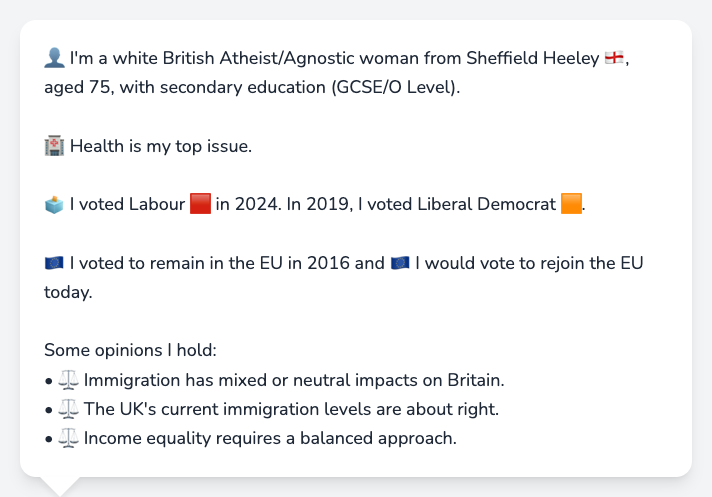 👤 I'm a white British Atheist/Agnostic woman from Sheffield Heeley 🏴󠁧󠁢󠁥󠁮󠁧󠁿,
aged 75, with secondary education (GCSE/O Level).
🏥 Health is my top issue.
🗳️ I voted Labour 🟥 in 2024. In 2019, I voted Liberal Democrat 🟧.
🇪🇺 I voted to remain in the EU in 2016 and 🇪🇺 I would vote to rejoin the EU
today.
Some opinions I hold:
• ⚖️ Immigration has mixed or neutral impacts on Britain.
• ⚖️ The UK's current immigration levels are about right.
• ⚖️ Income equality requires a balanced approach.